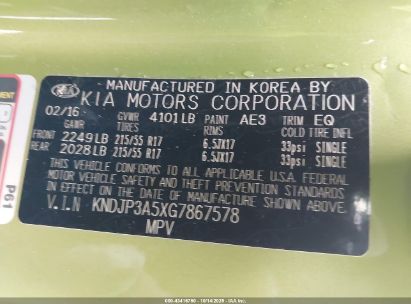 MANUFACTURED IN KOREA BY
KIA KIA MOTORS CORPORATION
02/16 GVWR 4101LB PAINT AE3 TRIM EQ
GAWR TIRES RIMS COLD TIRE INFL
FRONT 2249LB 215/55 R17 6.5JX17 33psi SINGLE
REAR 2028LB 215/55 R17 6.5JX17 33psi SINGLE
THIS VEHICLE CONFORMS TO ALL APPLICABLE U.S.
FEDERAL MOTOR VEHICLE SAFETY AND THEFT PREVENTION STANDARDS
IN EFFECT ON THE DATE OF MANUFACTURE SHOWN ABOVE.
V.I.N KNDJP3A5XG7867578
MPV
P61